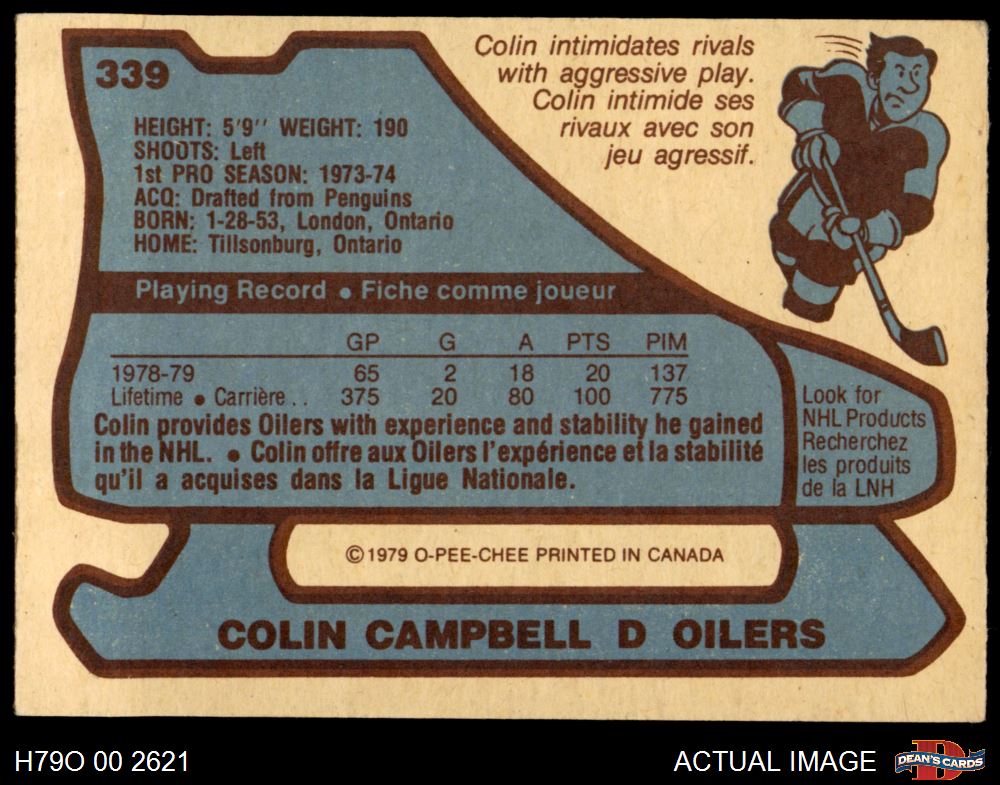 339
HEIGHT: 5'9'' WEIGHT: 190
SHOOTS: Left
1st PRO SEASON: 1973-74
ACQ: Drafted from Penguins
BORN: 1-28-53, London, Ontario
HOME: Tillsonburg, Ontario
Colin intimidates rivals
with aggressive play.
Colin intimide ses
rivaux avec son
jeu agressif.
Playing Record • Fiche comme joueur
GP G A PTS PIM
1978-79 65 2 18 20 137
Lifetime • Carrière . . 375 20 80 100 775
Colin provides Oilers with experience and stability he gained
in the NHL. • Colin offre aux Oilers l'expérience et la stabilité
qu'il a acquises dans la Ligue Nationale.
Look for
NHL Products
Recherchez
les produits
de la LNH
© 1979 O-PEE-CHEE PRINTED IN CANADA
COLIN CAMPBELL D OILERS
H79O 00 2621
ACTUAL IMAGE
D
DEAN'S CARDS